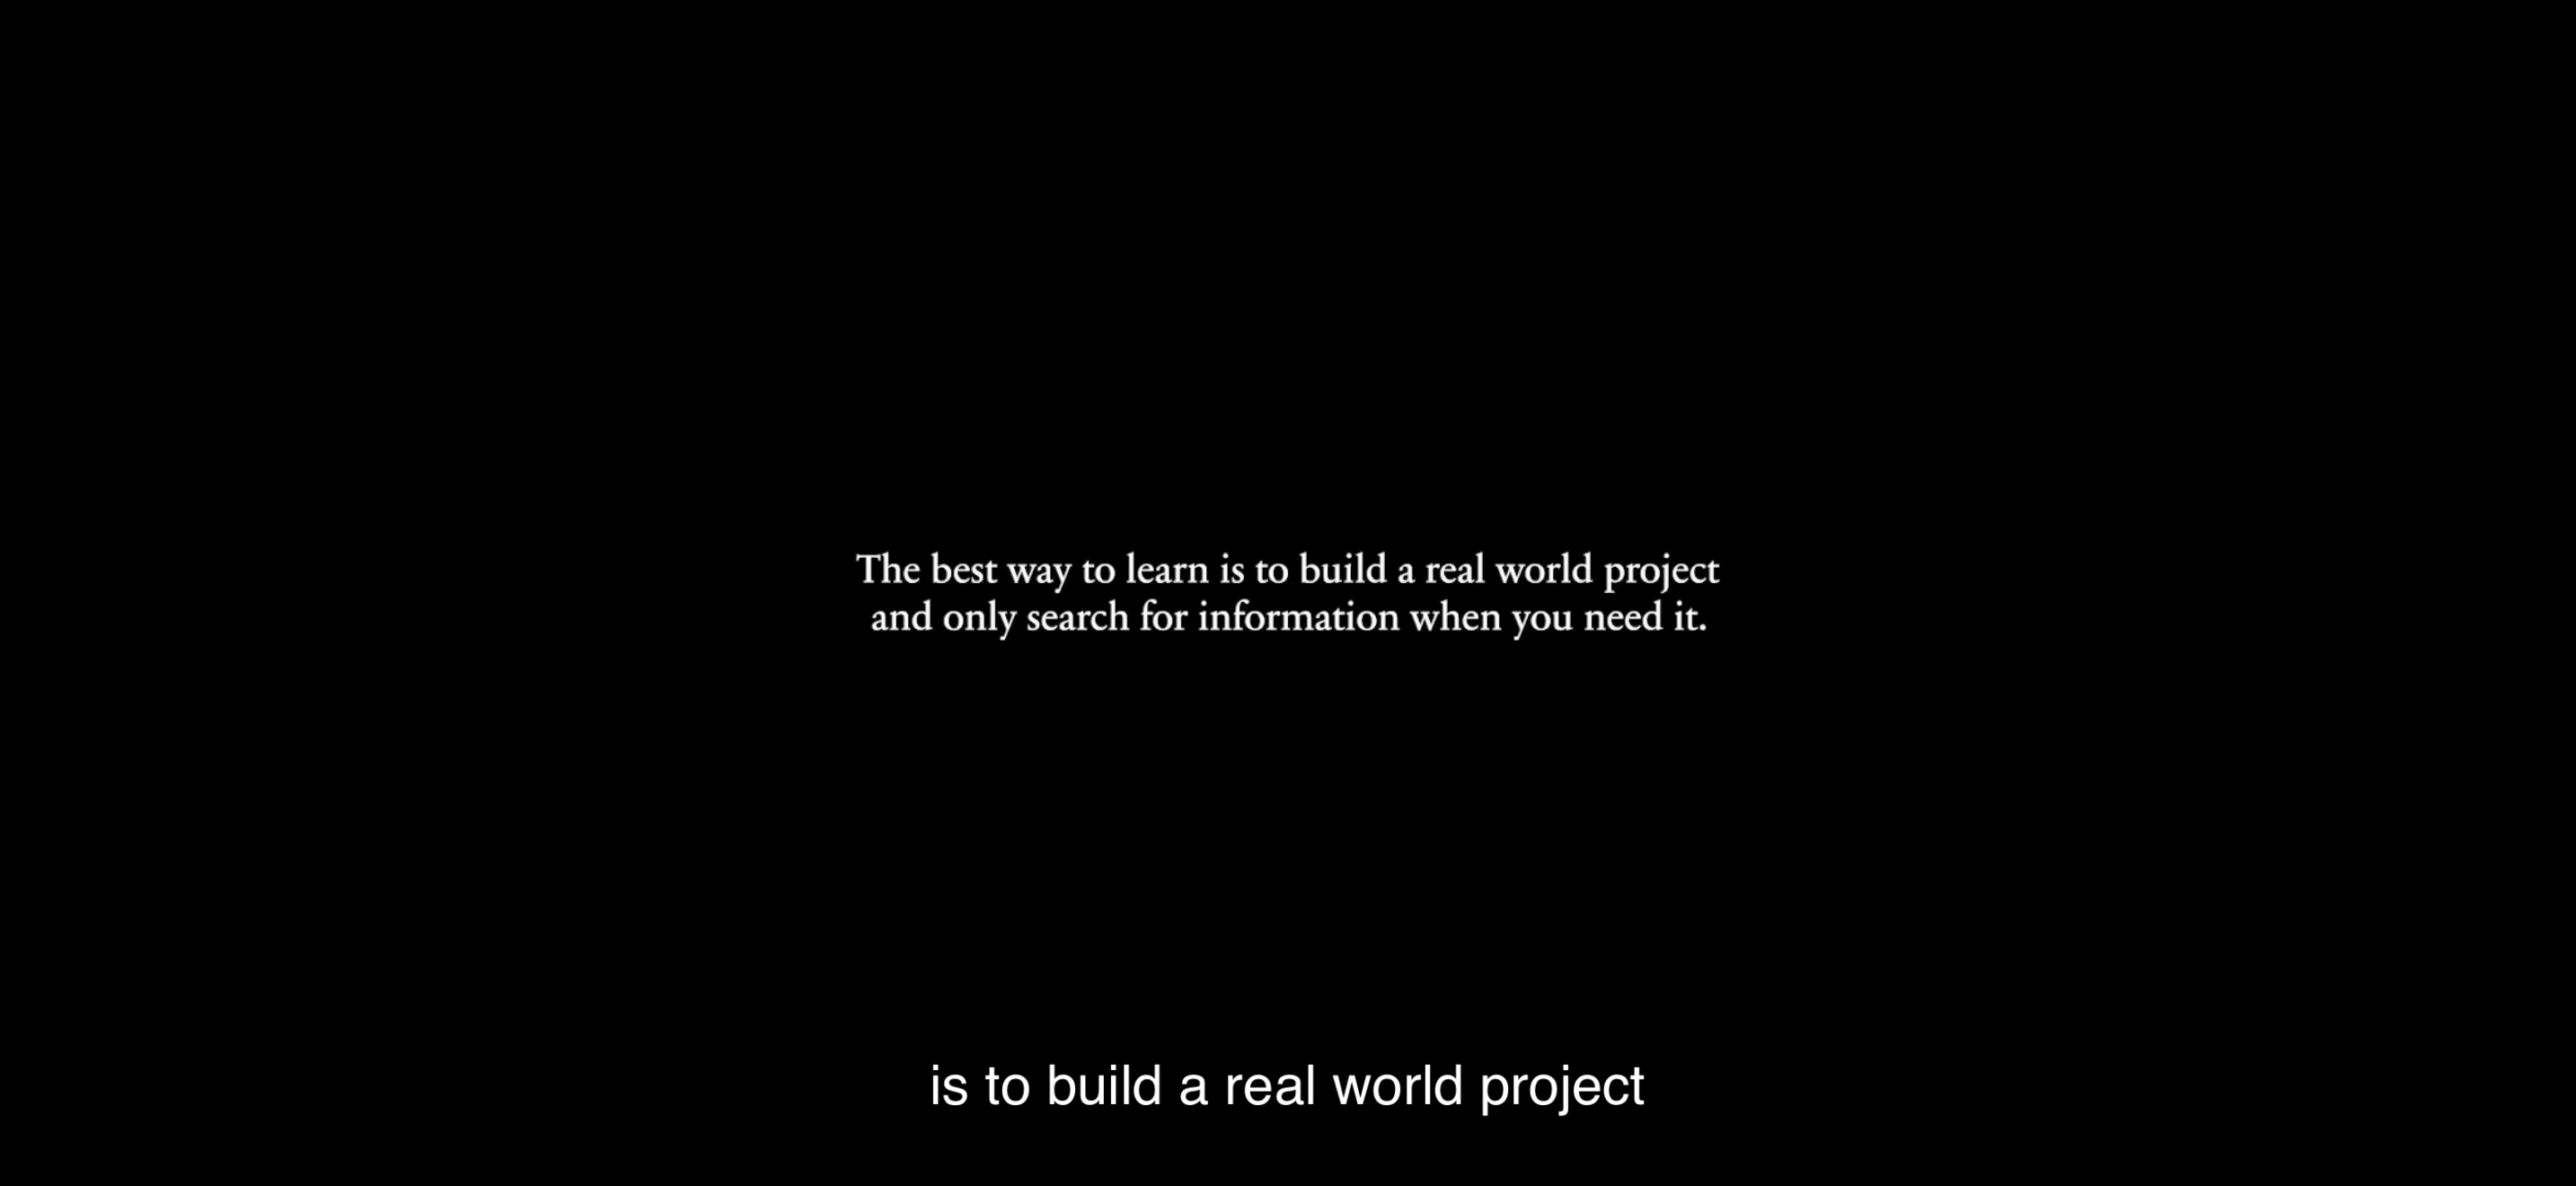 The best way to learn is to build a real world project
and only search for information when you need it.
is to build a real world project